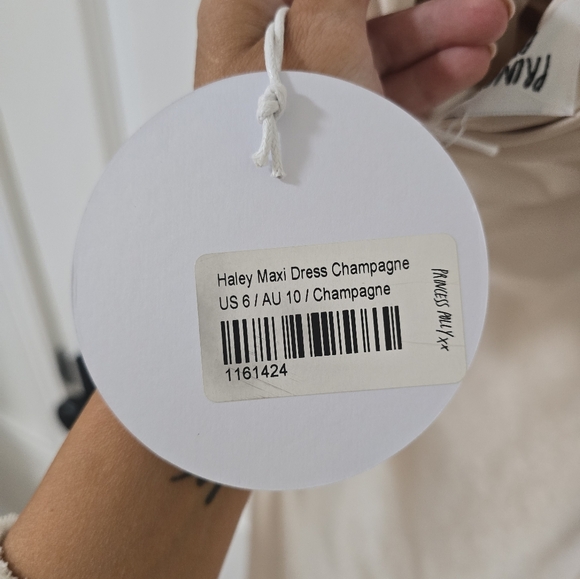 Haley Maxi Dress Champagne
US 6 / AU 10 / Champagne
1161424
PRINCESS POLLY xx